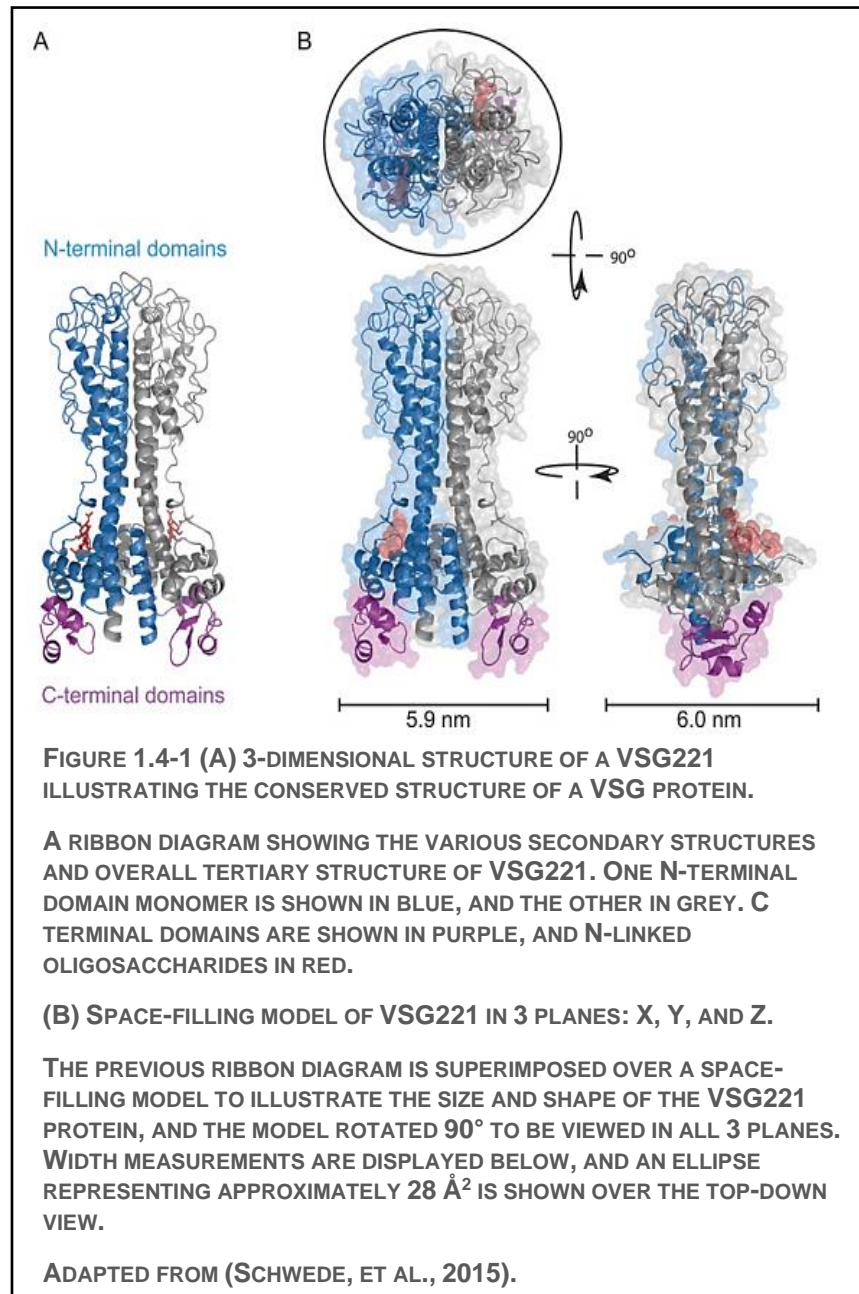 A
B
N-terminal domains
90°
90°
C-terminal domains
5.9 nm
6.0 nm
FIGURE 1.4-1 (A) 3-DIMENSIONAL STRUCTURE OF A VSG221
ILLUSTRATING THE CONSERVED STRUCTURE OF A VSG PROTEIN.
A RIBBON DIAGRAM SHOWING THE VARIOUS SECONDARY STRUCTURES
AND OVERALL TERTIARY STRUCTURE OF VSG221. ONE N-TERMINAL
DOMAIN MONOMER IS SHOWN IN BLUE, AND THE OTHER IN GREY. C
TERMINAL DOMAINS ARE SHOWN IN PURPLE, AND N-LINKED
OLIGOSACCHARIDES IN RED.
(B) SPACE-FILLING MODEL OF VSG221 IN 3 PLANES: X, Y, AND Z.
THE PREVIOUS RIBBON DIAGRAM IS SUPERIMPOSED OVER A SPACE-
FILLING MODEL TO ILLUSTRATE THE SIZE AND SHAPE OF THE VSG221
PROTEIN, AND THE MODEL ROTATED 90° TO BE VIEWED IN ALL 3 PLANES.
WIDTH MEASUREMENTS ARE DISPLAYED BELOW, AND AN ELLIPSE
REPRESENTING APPROXIMATELY 28 Å² IS SHOWN OVER THE TOP-DOWN
VIEW.
ADAPTED FROM (SCHWEDE, ET AL., 2015).